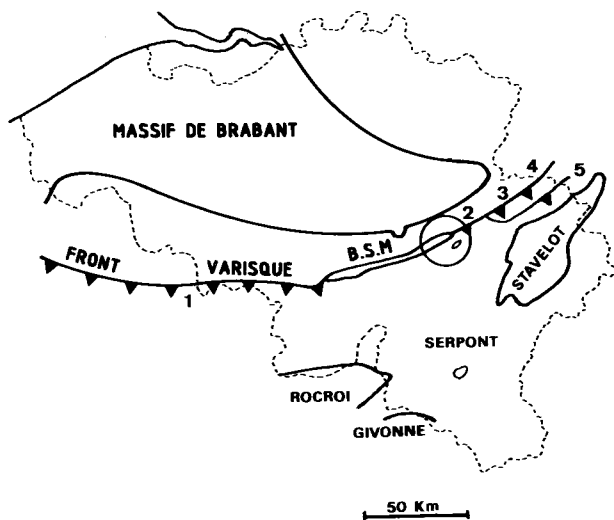 MASSIF DE BRABANT
4
5
3
2
B.S.M
FRONT VARISQUE
1
STAVELOT
SERPONT
ROCROI
GIVONNE
50 Km